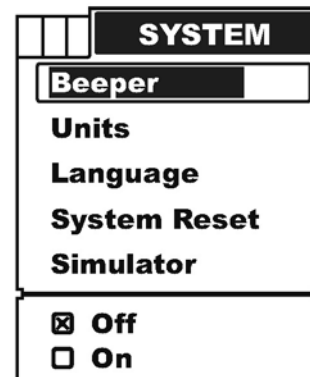 SYSTEM
Beeper
Units
Language
System Reset
Simulator
Off
On